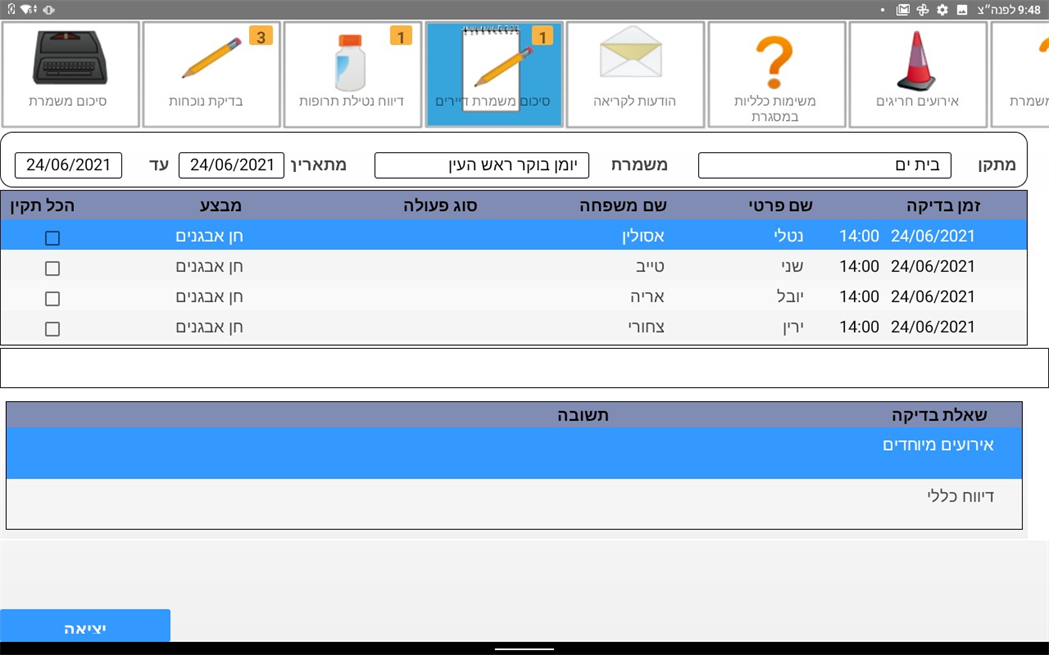 9:48 לפנה״צ
סיכום משמרת
3
בדיקת נוכחות
1
דיווח נטילת תרופות
1
סיכום משמרת דיירים
הודעות לקריאה
משימות כלליות
במסגרת
אירועים חריגים
משמרת
מתקן בית ים משמרת יומן בוקר ראש העין מתאריך 24/06/2021 עד 24/06/2021
זמן בדיקה שם פרטי שם משפחה סוג פעולה מבצע הכל תקין
24/06/2021 14:00 נטלי אסולין חן אבגנים
24/06/2021 14:00 שני טייב חן אבגנים
24/06/2021 14:00 יובל אריה חן אבגנים
24/06/2021 14:00 ירין צחורי חן אבגנים
שאלת בדיקה תשובה
אירועים מיוחדים
דיווח כללי
יציאה